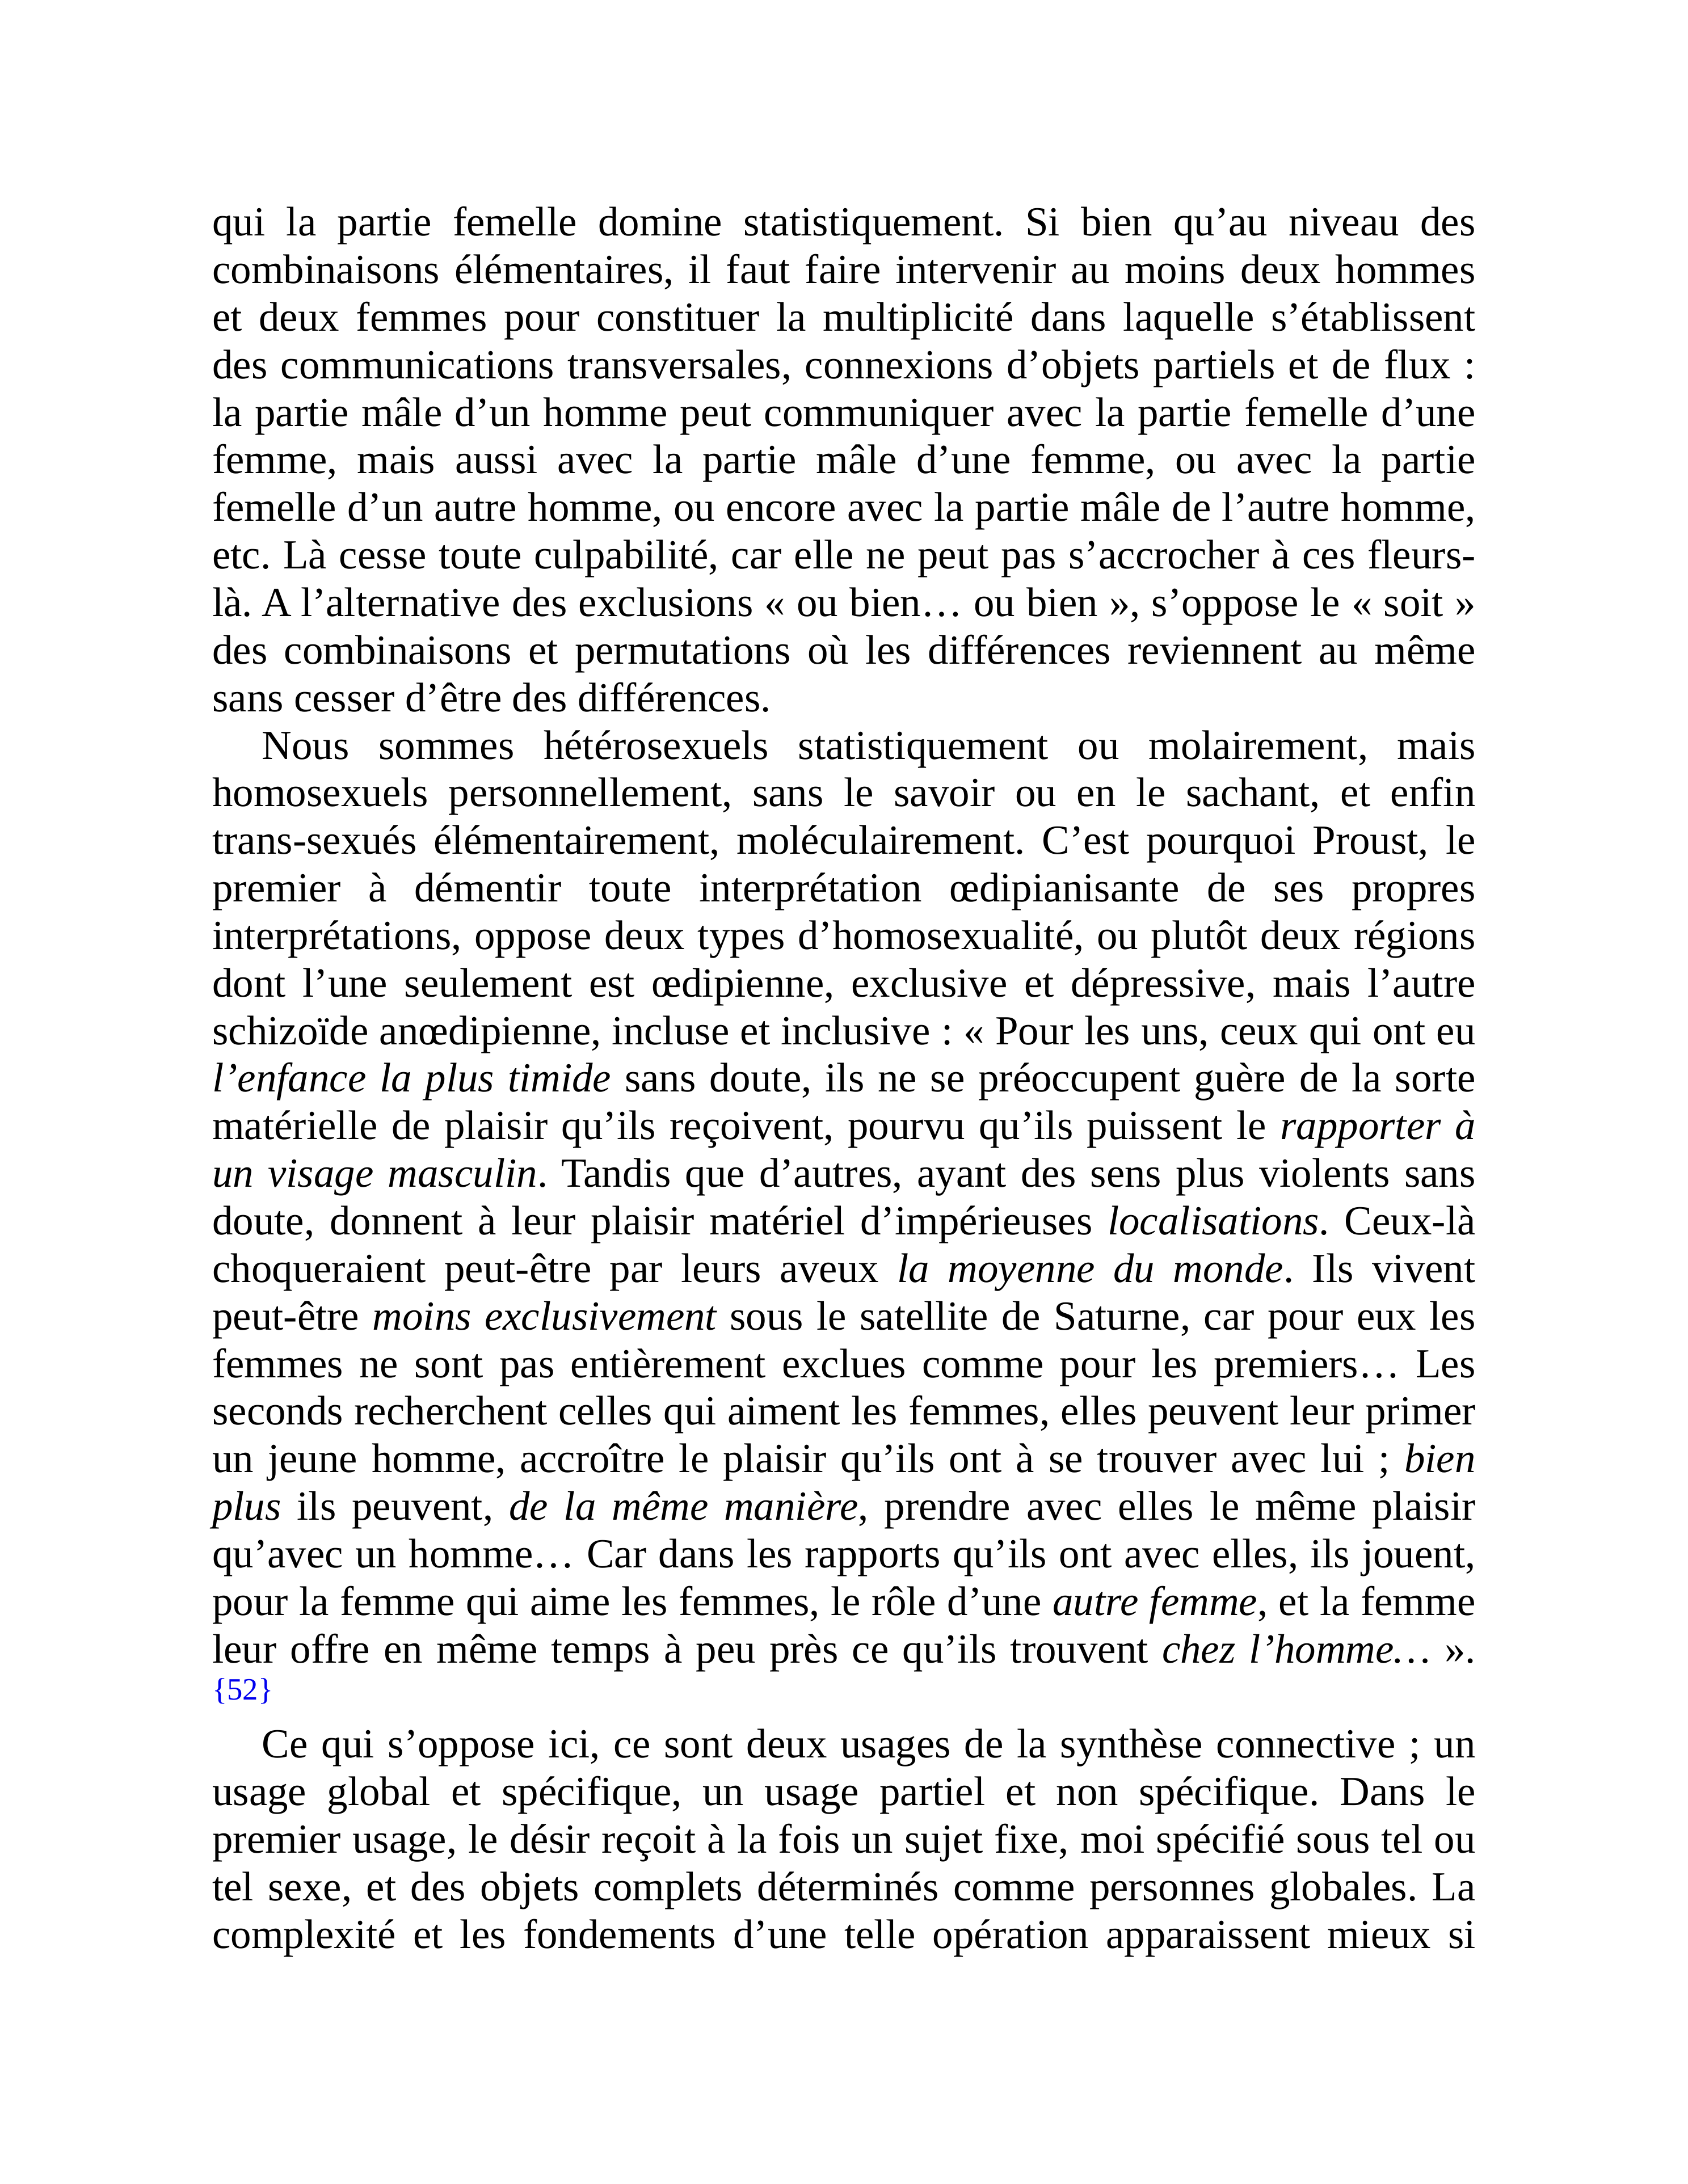 qui la partie femelle domine statistiquement. Si bien qu’au niveau des
combinaisons élémentaires, il faut faire intervenir au moins deux hommes
et deux femmes pour constituer la multiplicité dans laquelle s’établissent
des communications transversales, connexions d’objets partiels et de flux :
la partie mâle d’un homme peut communiquer avec la partie femelle d’une
femme, mais aussi avec la partie mâle d’une femme, ou avec la partie
femelle d’un autre homme, ou encore avec la partie mâle de l’autre homme,
etc. Là cesse toute culpabilité, car elle ne peut pas s’accrocher à ces fleurs-
là. A l’alternative des exclusions « ou bien… ou bien », s’oppose le « soit »
des combinaisons et permutations où les différences reviennent au même
sans cesser d’être des différences.
Nous sommes hétérosexuels statistiquement ou molairement, mais
homosexuels personnellement, sans le savoir ou en le sachant, et enfin
trans-sexués élémentairement, moléculairement. C’est pourquoi Proust, le
premier à démentir toute interprétation œdipianisante de ses propres
interprétations, oppose deux types d’homosexualité, ou plutôt deux régions
dont l’une seulement est œdipienne, exclusive et dépressive, mais l’autre
schizoïde anœdipienne, incluse et inclusive : « Pour les uns, ceux qui ont eu
l’enfance la plus timide sans doute, ils ne se préoccupent guère de la sorte
matérielle de plaisir qu’ils reçoivent, pourvu qu’ils puissent le rapporter à
un visage masculin. Tandis que d’autres, ayant des sens plus violents sans
doute, donnent à leur plaisir matériel d’impérieuses localisations. Ceux-là
choqueraient peut-être par leurs aveux la moyenne du monde. Ils vivent
peut-être moins exclusivement sous le satellite de Saturne, car pour eux les
femmes ne sont pas entièrement exclues comme pour les premiers… Les
seconds recherchent celles qui aiment les femmes, elles peuvent leur primer
un jeune homme, accroître le plaisir qu’ils ont à se trouver avec lui ; bien
plus ils peuvent, de la même manière, prendre avec elles le même plaisir
qu’avec un homme… Car dans les rapports qu’ils ont avec elles, ils jouent,
pour la femme qui aime les femmes, le rôle d’une autre femme, et la femme
leur offre en même temps à peu près ce qu’ils trouvent chez l’homme… ».
{52}
Ce qui s’oppose ici, ce sont deux usages de la synthèse connective ; un
usage global et spécifique, un usage partiel et non spécifique. Dans le
premier usage, le désir reçoit à la fois un sujet fixe, moi spécifié sous tel ou
tel sexe, et des objets complets déterminés comme personnes globales. La
complexité et les fondements d’une telle opération apparaissent mieux si